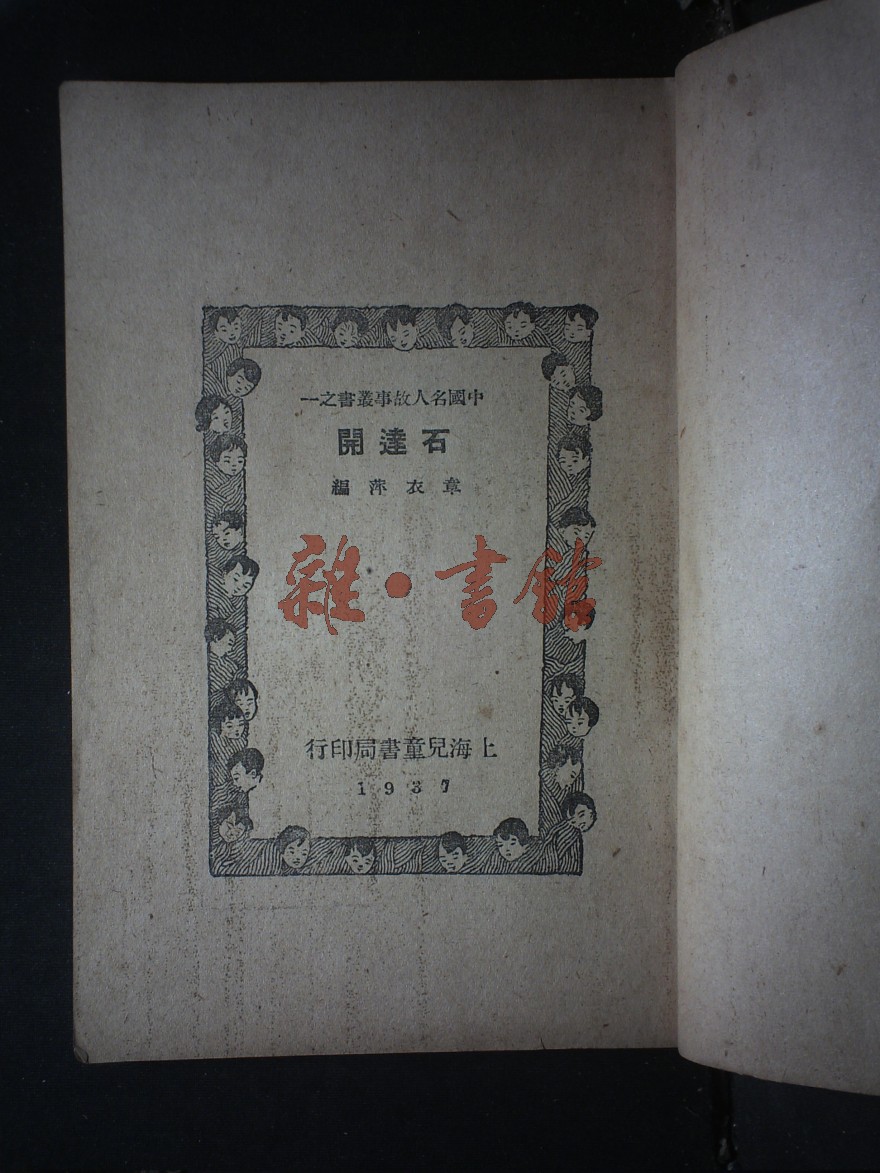 中國名人故事叢書之一
石達開
章衣萍編
雜·書館
上海兒童書局印行
1937